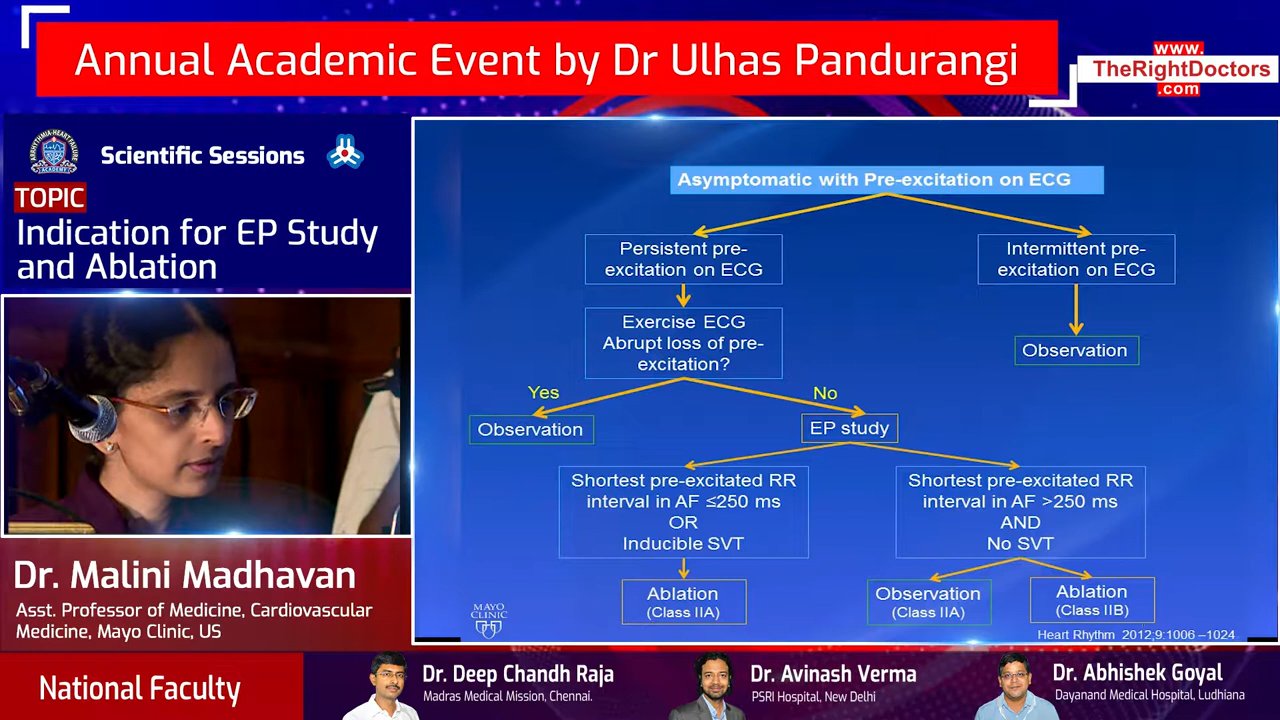 Annual Academic Event by Dr Ulhas Pandurangi
www.
TheRightDoctors
.com
ARRHYTHMIA-HEART FAILURE
ACADEMY
Scientific Sessions
TOPIC
Indication for EP Study
and Ablation
Asymptomatic with Pre-excitation on ECG
Persistent pre-
excitation on ECG
Intermittent pre-
excitation on ECG
Exercise ECG
Abrupt loss of pre-
excitation?
Observation
Yes
No
Observation
EP study
Shortest pre-excitated RR
interval in AF ≤250 ms
OR
Inducible SVT
Shortest pre-excitated RR
interval in AF >250 ms
AND
No SVT
Ablation
(Class IIA)
Observation
(Class IIA)
Ablation
(Class IIB)
MAYO
CLINIC
Heart Rhythm 2012;9:1006 –1024
Dr. Malini Madhavan
Asst. Professor of Medicine, Cardiovascular
Medicine, Mayo Clinic, US
National Faculty
Dr. Deep Chandh Raja
Madras Medical Mission, Chennai.
Dr. Avinash Verma
PSRI Hospital, New Delhi
Dr. Abhishek Goyal
Dayanand Medical Hospital, Ludhiana